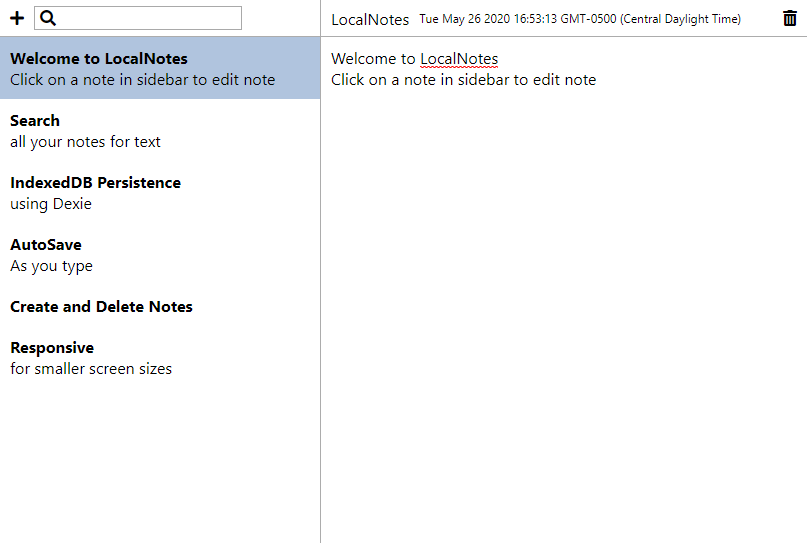 LocalNotes Tue May 26 2020 16:53:13 GMT-0500 (Central Daylight Time)
Welcome to LocalNotes
Click on a note in sidebar to edit note
Search
all your notes for text
IndexedDB Persistence
using Dexie
AutoSave
As you type
Create and Delete Notes
Responsive
for smaller screen sizes
Welcome to LocalNotes
Click on a note in sidebar to edit note